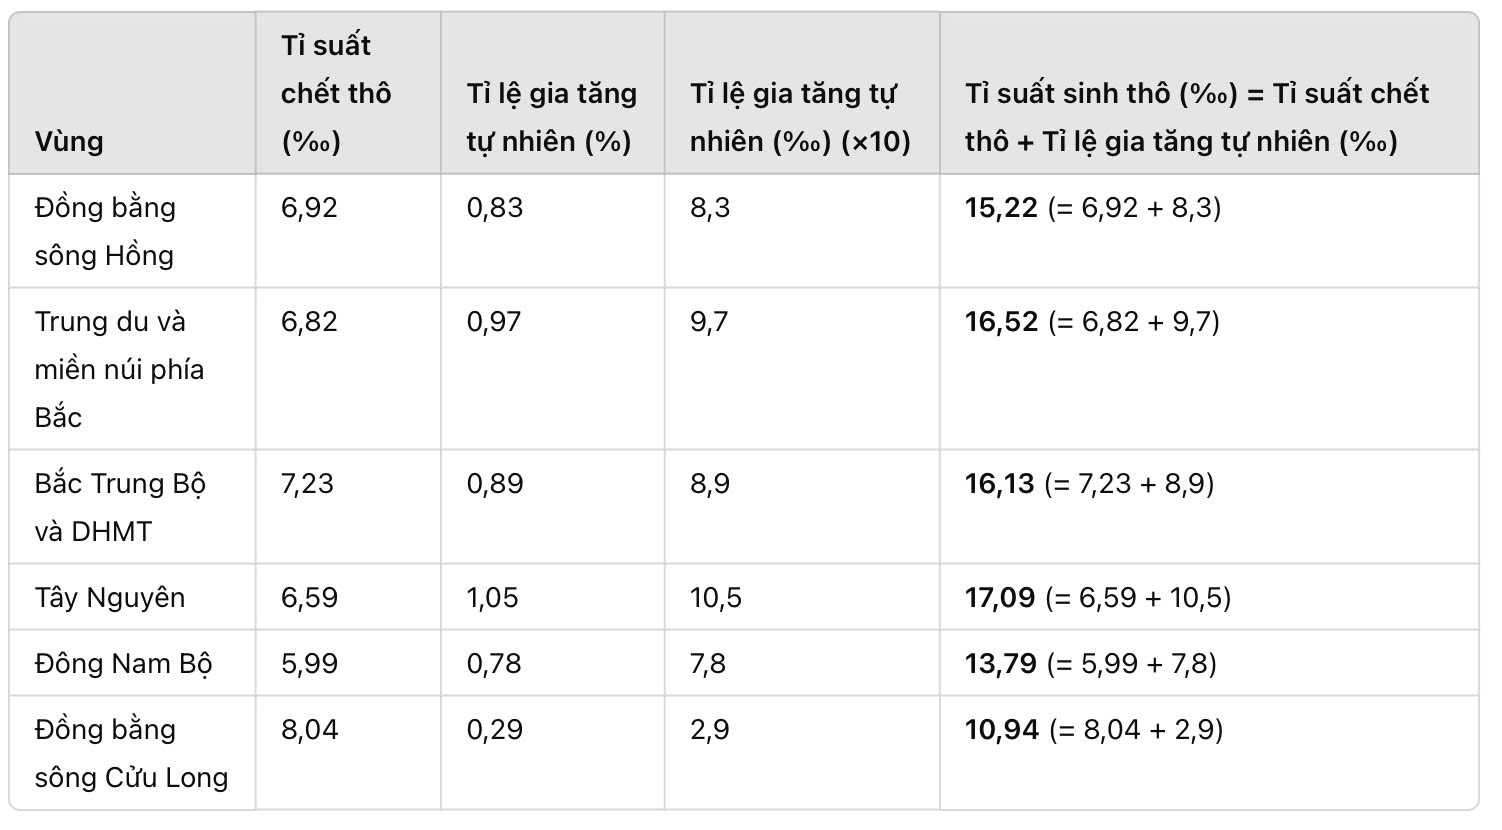 Vùng
Tỉ suất
chết thô
(‰)
Tỉ lệ gia tăng
tự nhiên (%)
Tỉ lệ gia tăng tự
nhiên (‰) (×10)
Tỉ suất sinh thô (‰) = Tỉ suất chết
thô + Tỉ lệ gia tăng tự nhiên (‰)
Đồng bằng
sông Hồng
6,92
0,83
8,3
15,22 (= 6,92 + 8,3)
Trung du và
miền núi phía
Bắc
6,82
0,97
9,7
16,52 (= 6,82 + 9,7)
Bắc Trung Bộ
và DHMT
7,23
0,89
8,9
16,13 (= 7,23 + 8,9)
Tây Nguyên
6,59
1,05
10,5
17,09 (= 6,59 + 10,5)
Đông Nam Bộ
5,99
0,78
7,8
13,79 (= 5,99 + 7,8)
Đồng bằng
sông Cửu Long
8,04
0,29
2,9
10,94 (= 8,04 + 2,9)